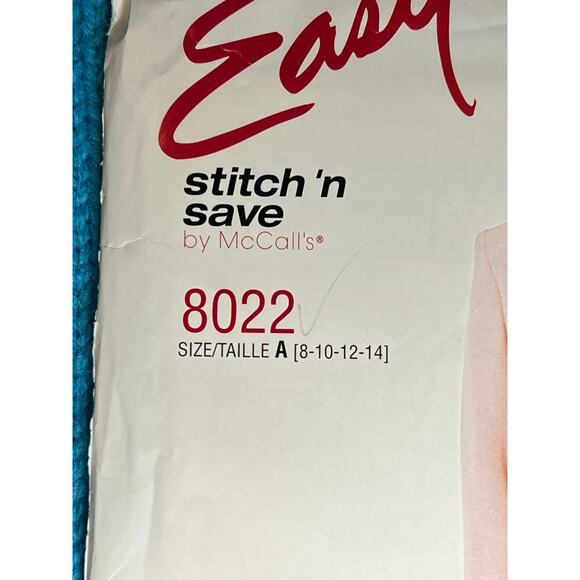 Easy
stitch 'n
save
by McCall's®
8022
SIZE/TAILLE A [8-10-12-14]